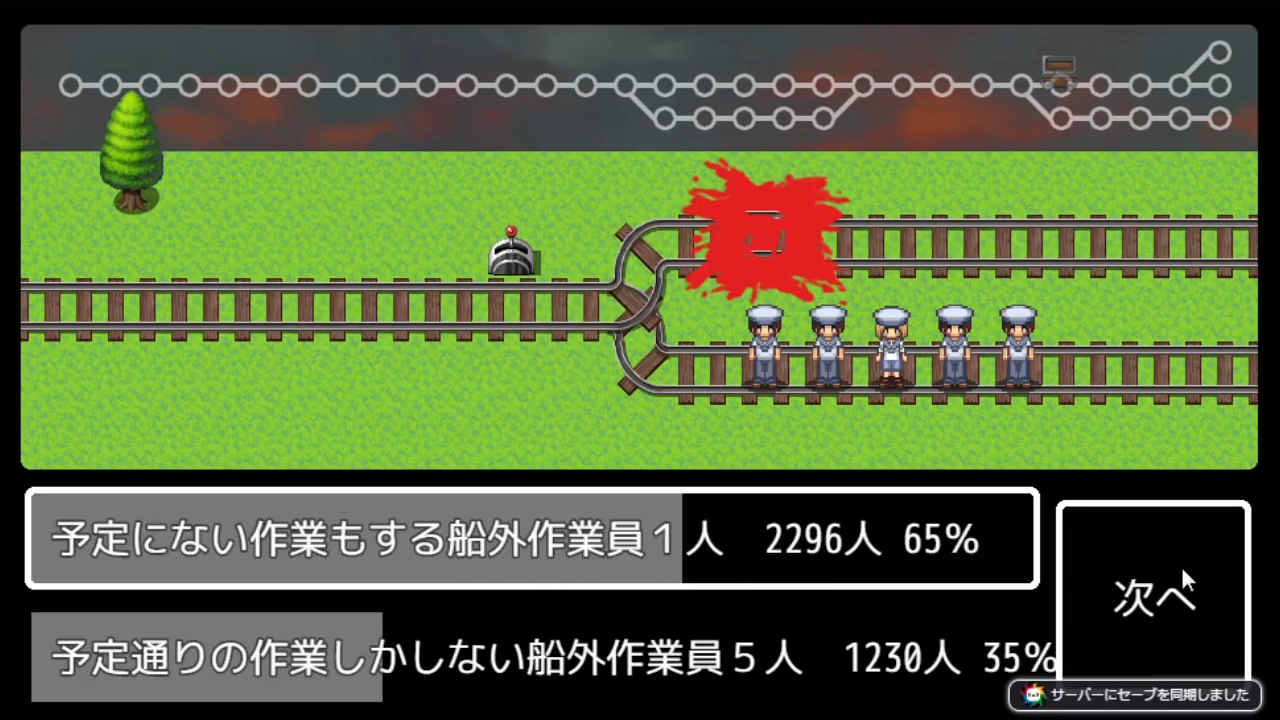 予定にない作業もする船外作業員１人　2296人 65%
次へ
予定通りの作業しかしない船外作業員５人　1230人 35%
サーバーにセーブを同期しました